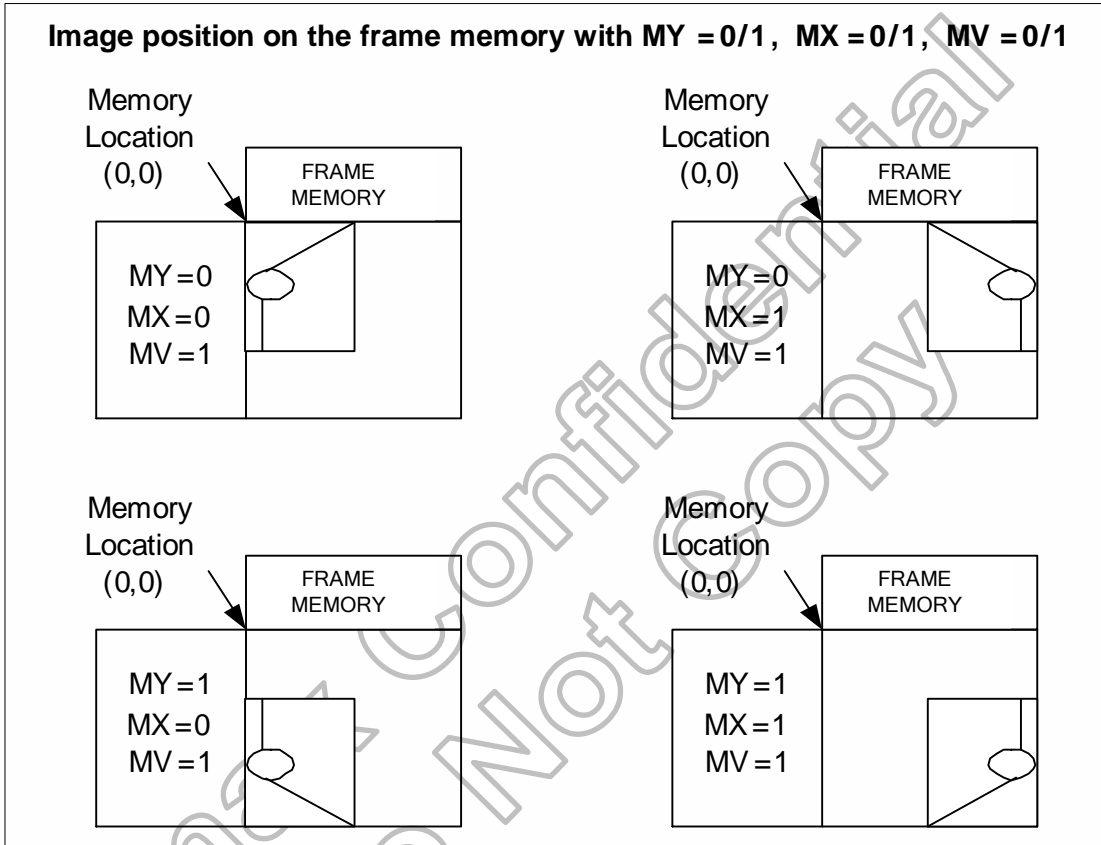 Image position on the frame memory with MY =0/1, MX =0/1, MV =0/1
Memory
Location
(0,0)
FRAME
MEMORY
MY=0
MX=0
MV=1
Memory
Location
(0,0)
FRAME
MEMORY
MY=0
MX=1
MV=1
Memory
Location
(0,0)
FRAME
MEMORY
MY=1
MX=0
MV=1
Memory
Location
(0,0)
FRAME
MEMORY
MY=1
MX=1
MV=1
Confidential
Not Copy